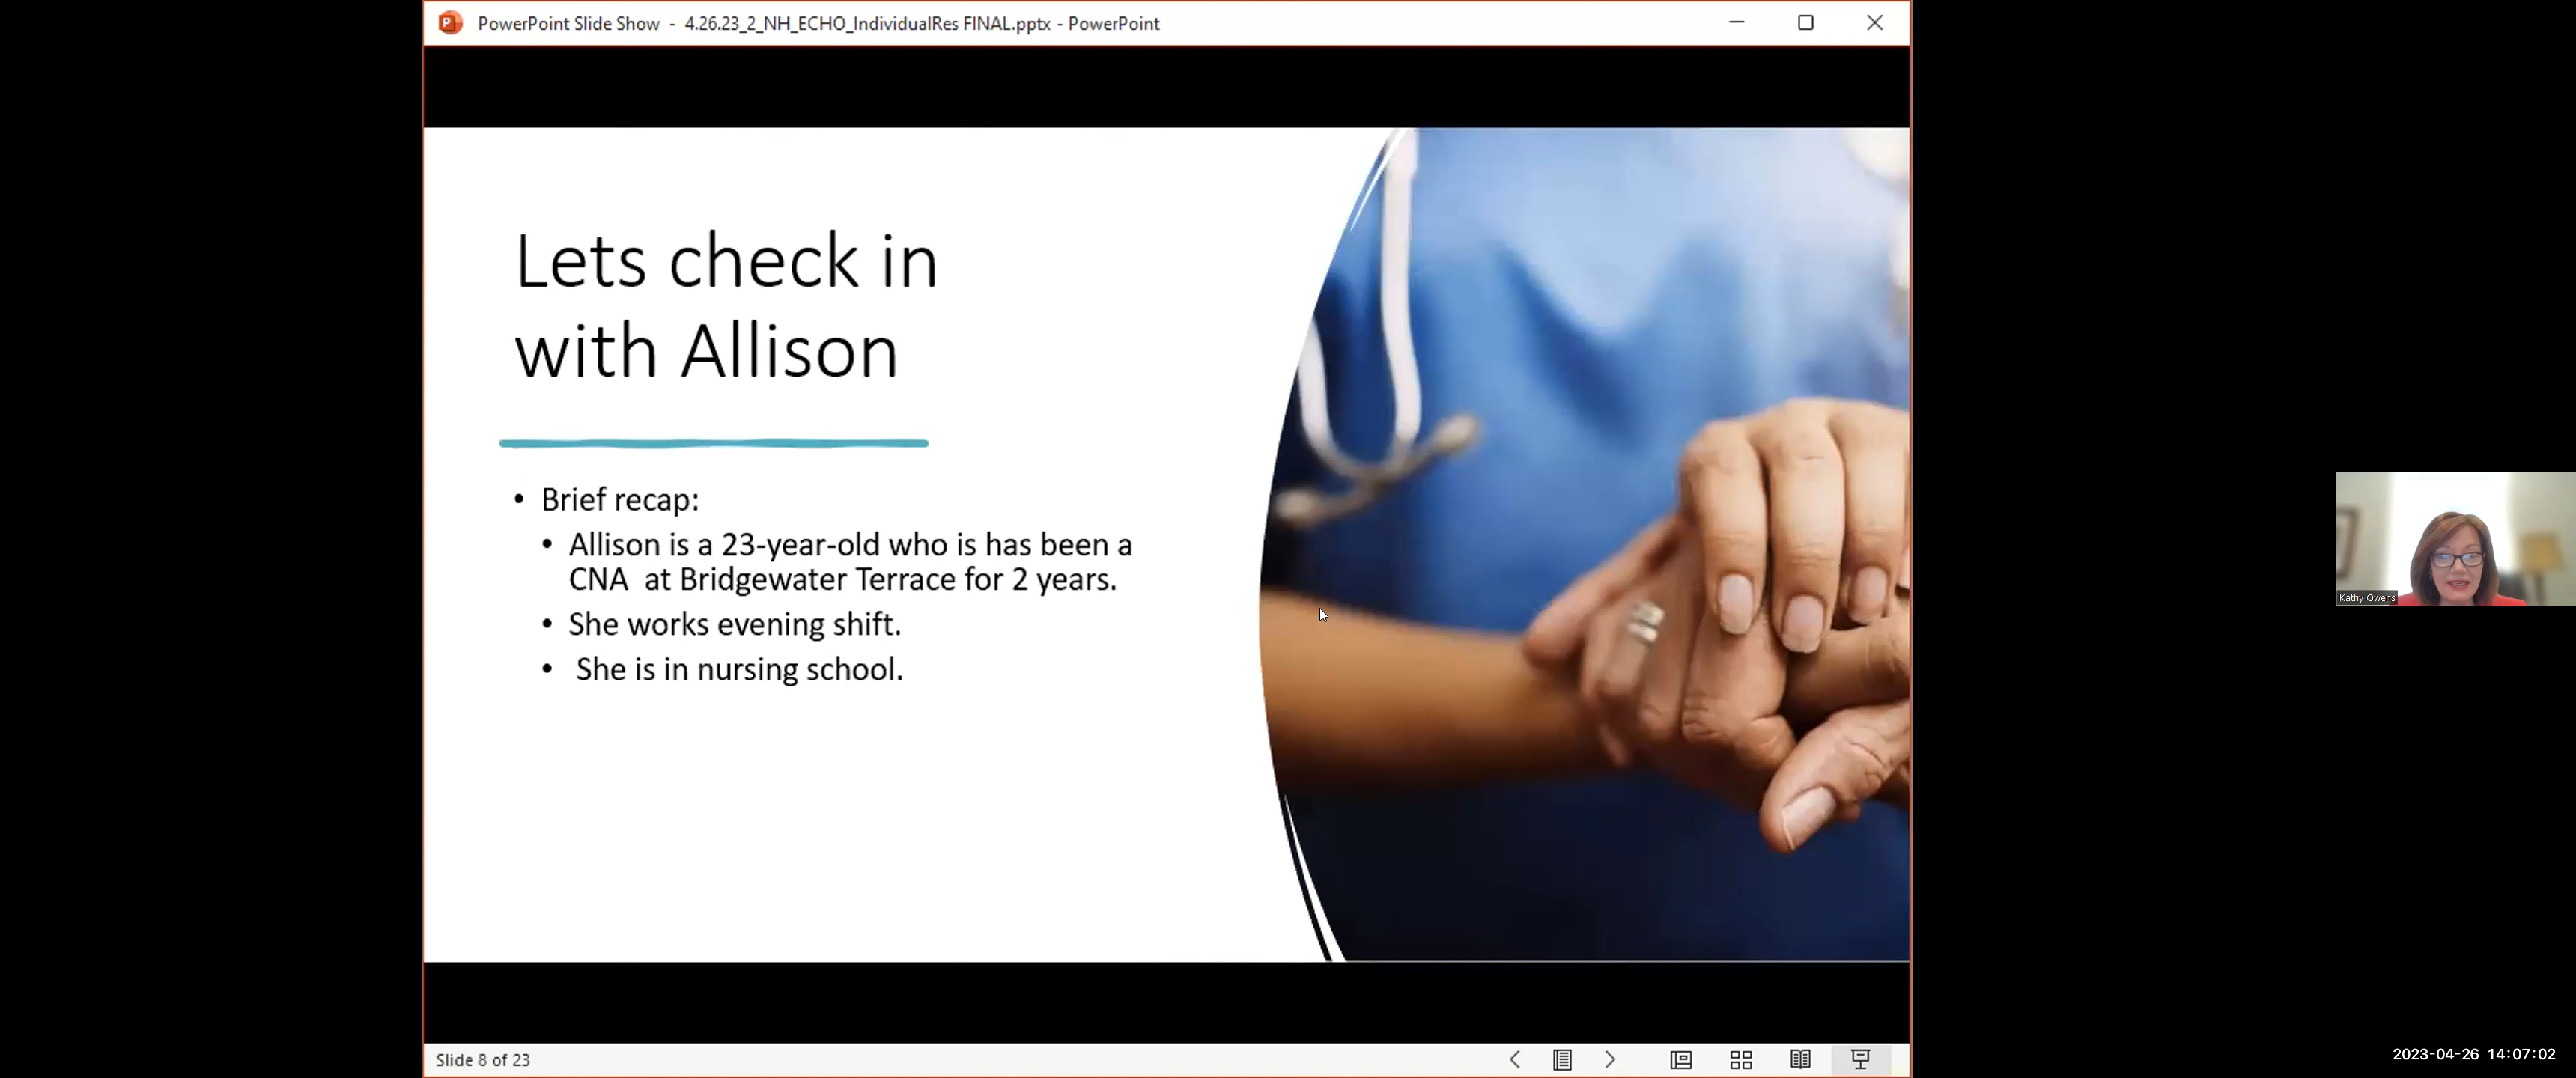 PowerPoint Slide Show - 4.26.23_2_NH_ECHO_IndividualRes FINAL.pptx - PowerPoint
Lets check in
with Allison
• Brief recap:
• Allison is a 23-year-old who is has been a
CNA at Bridgewater Terrace for 2 years.
• She works evening shift.
• She is in nursing school.
Kathy Owens
Slide 8 of 23
2023-04-26 14:07:02